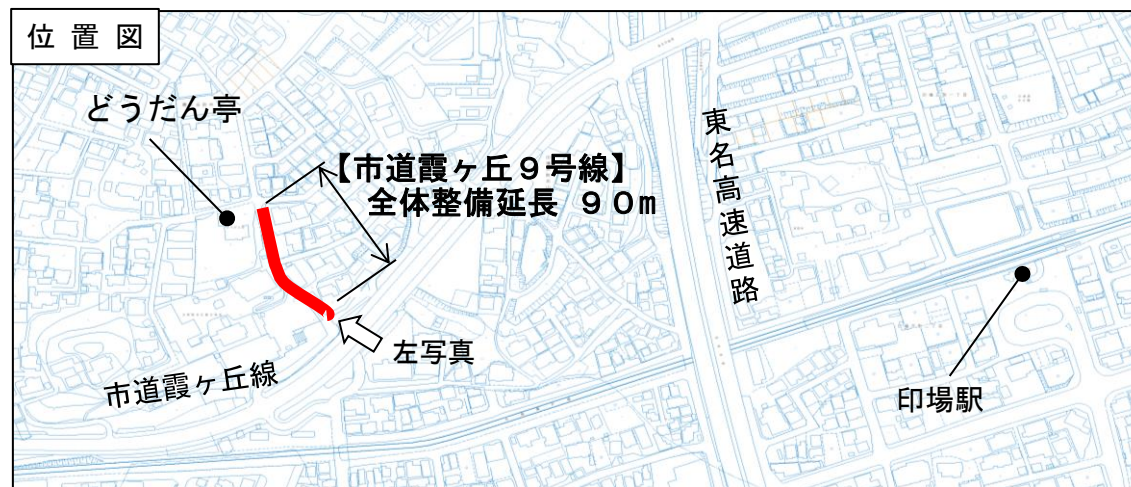 位置図
どうだん亭
【市道霞ヶ丘９号線】
全体整備延長 ９０ｍ
東名高速道路
左写真
市道霞ヶ丘線
印場駅